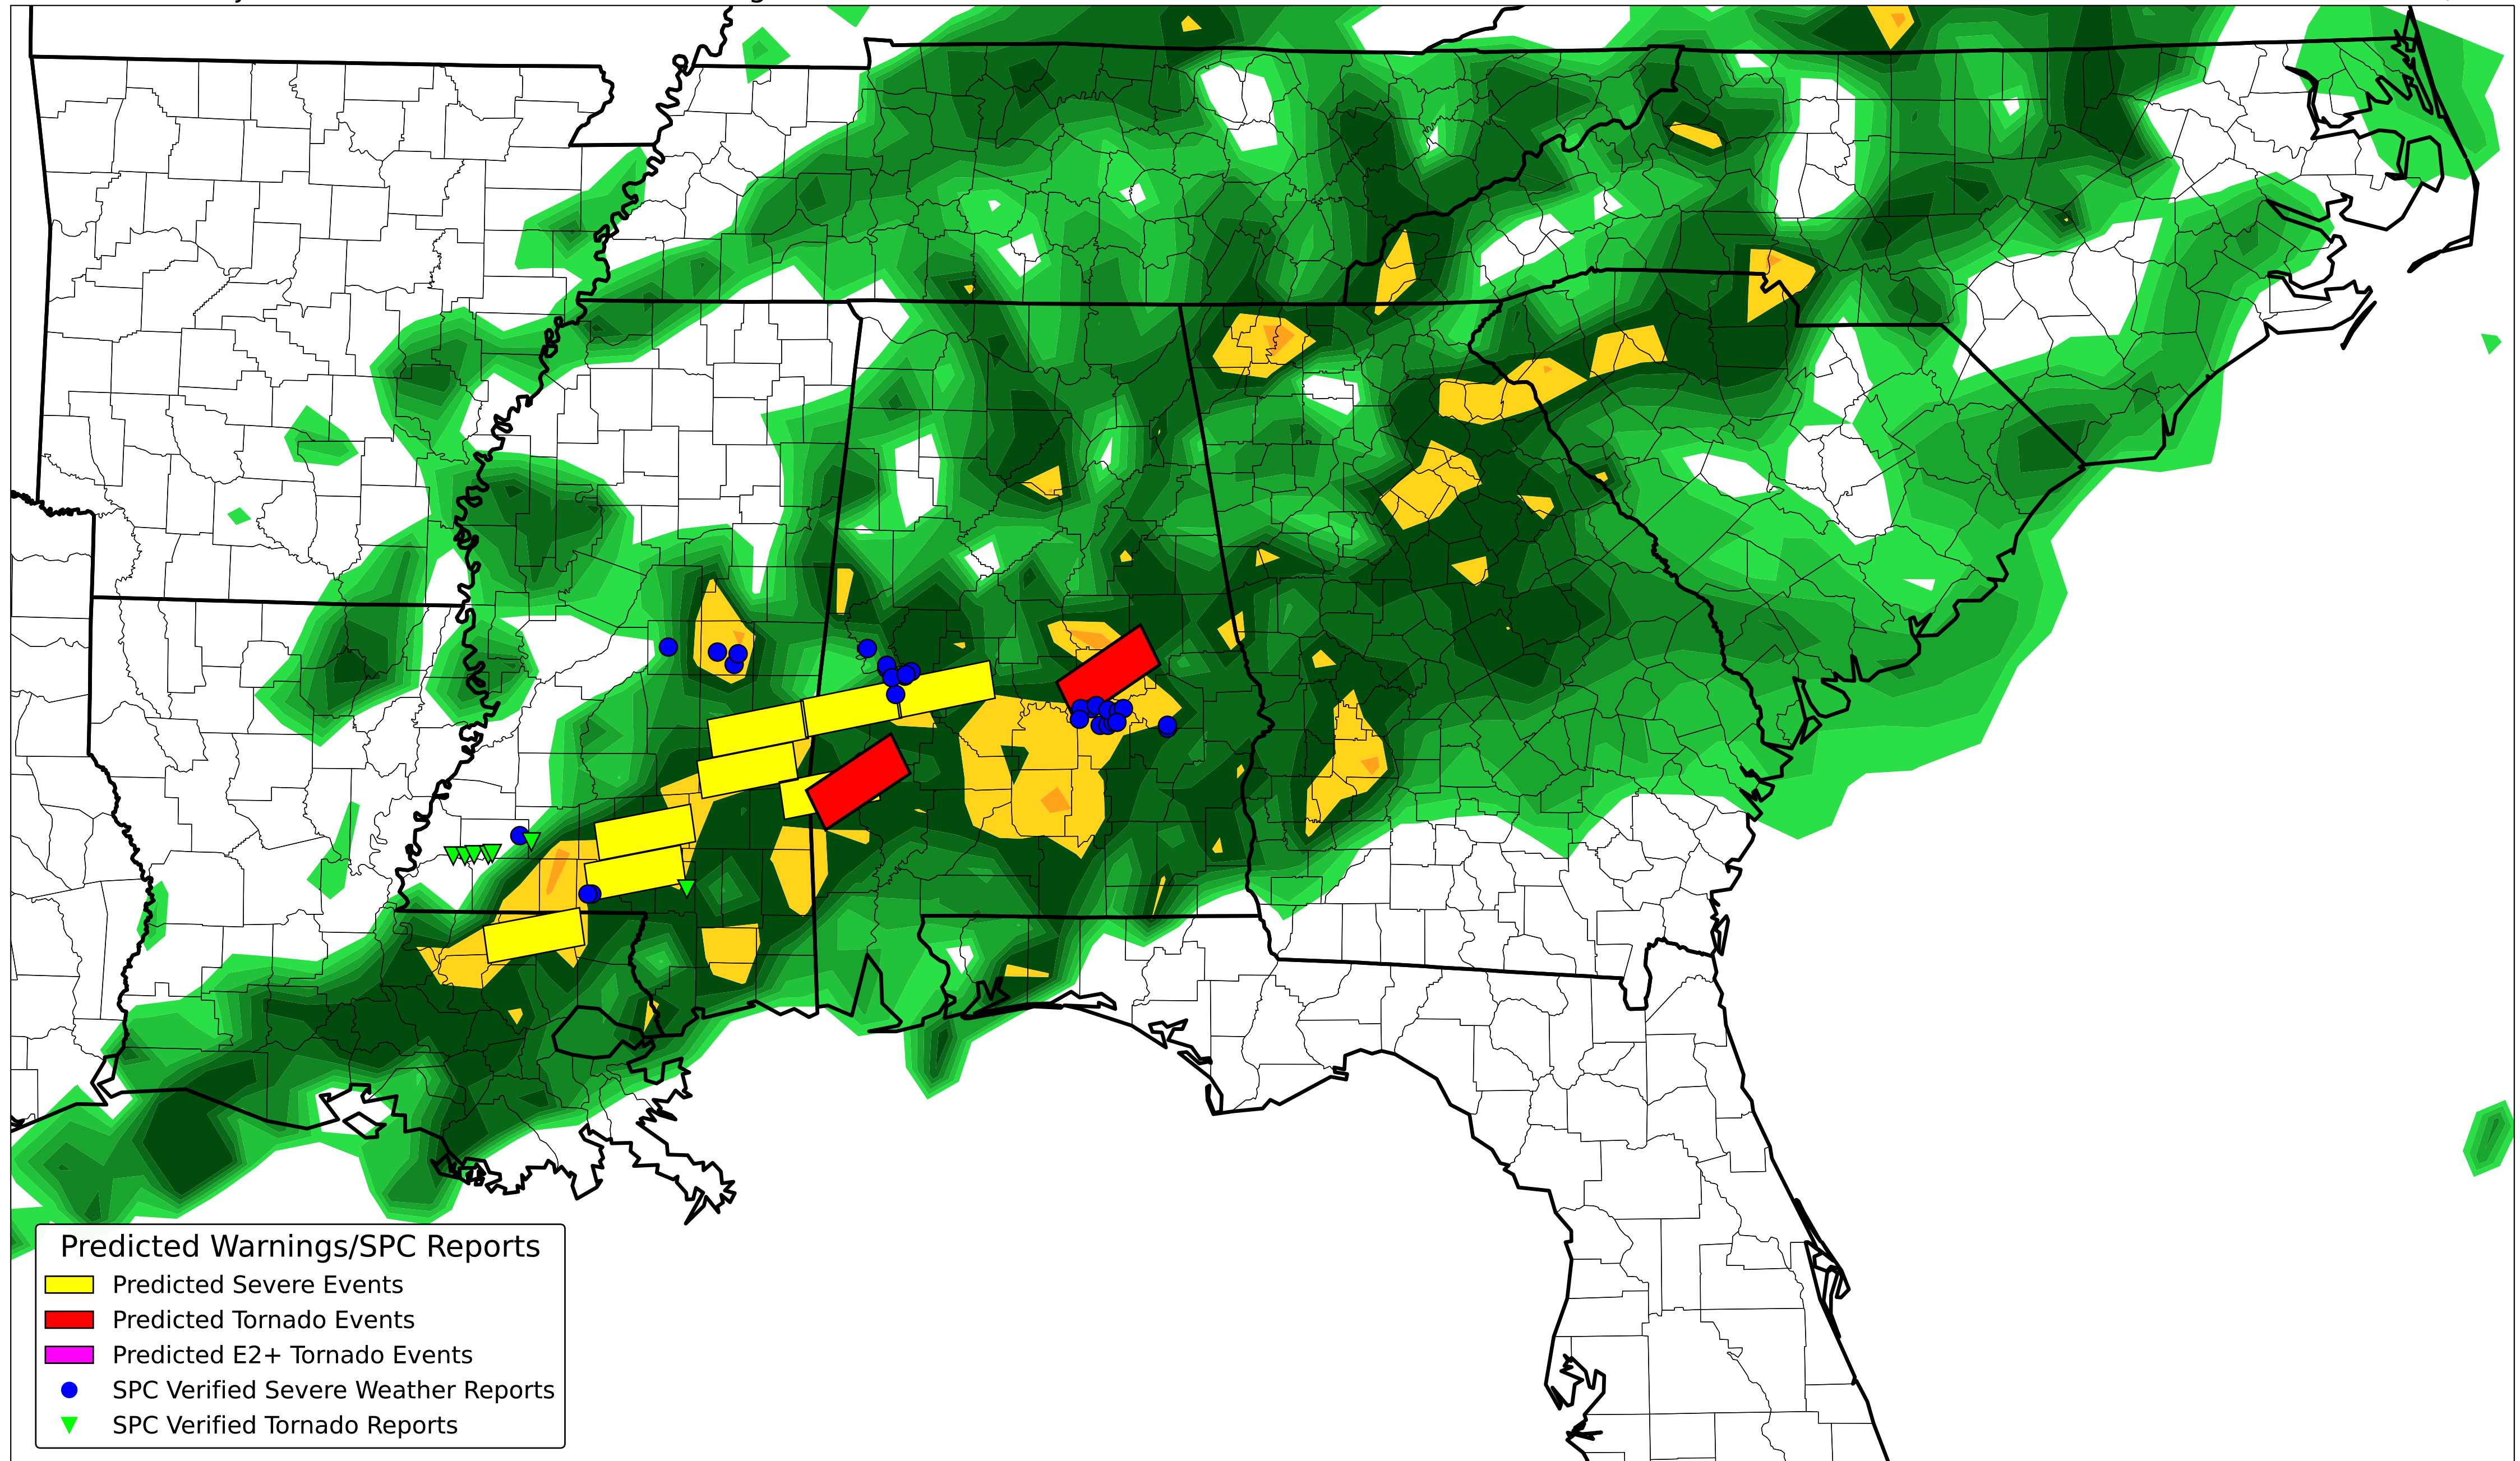 Predicted Warnings/SPC Reports
Predicted Severe Events
Predicted Tornado Events
Predicted E2+ Tornado Events
SPC Verified Severe Weather Reports
SPC Verified Tornado Reports